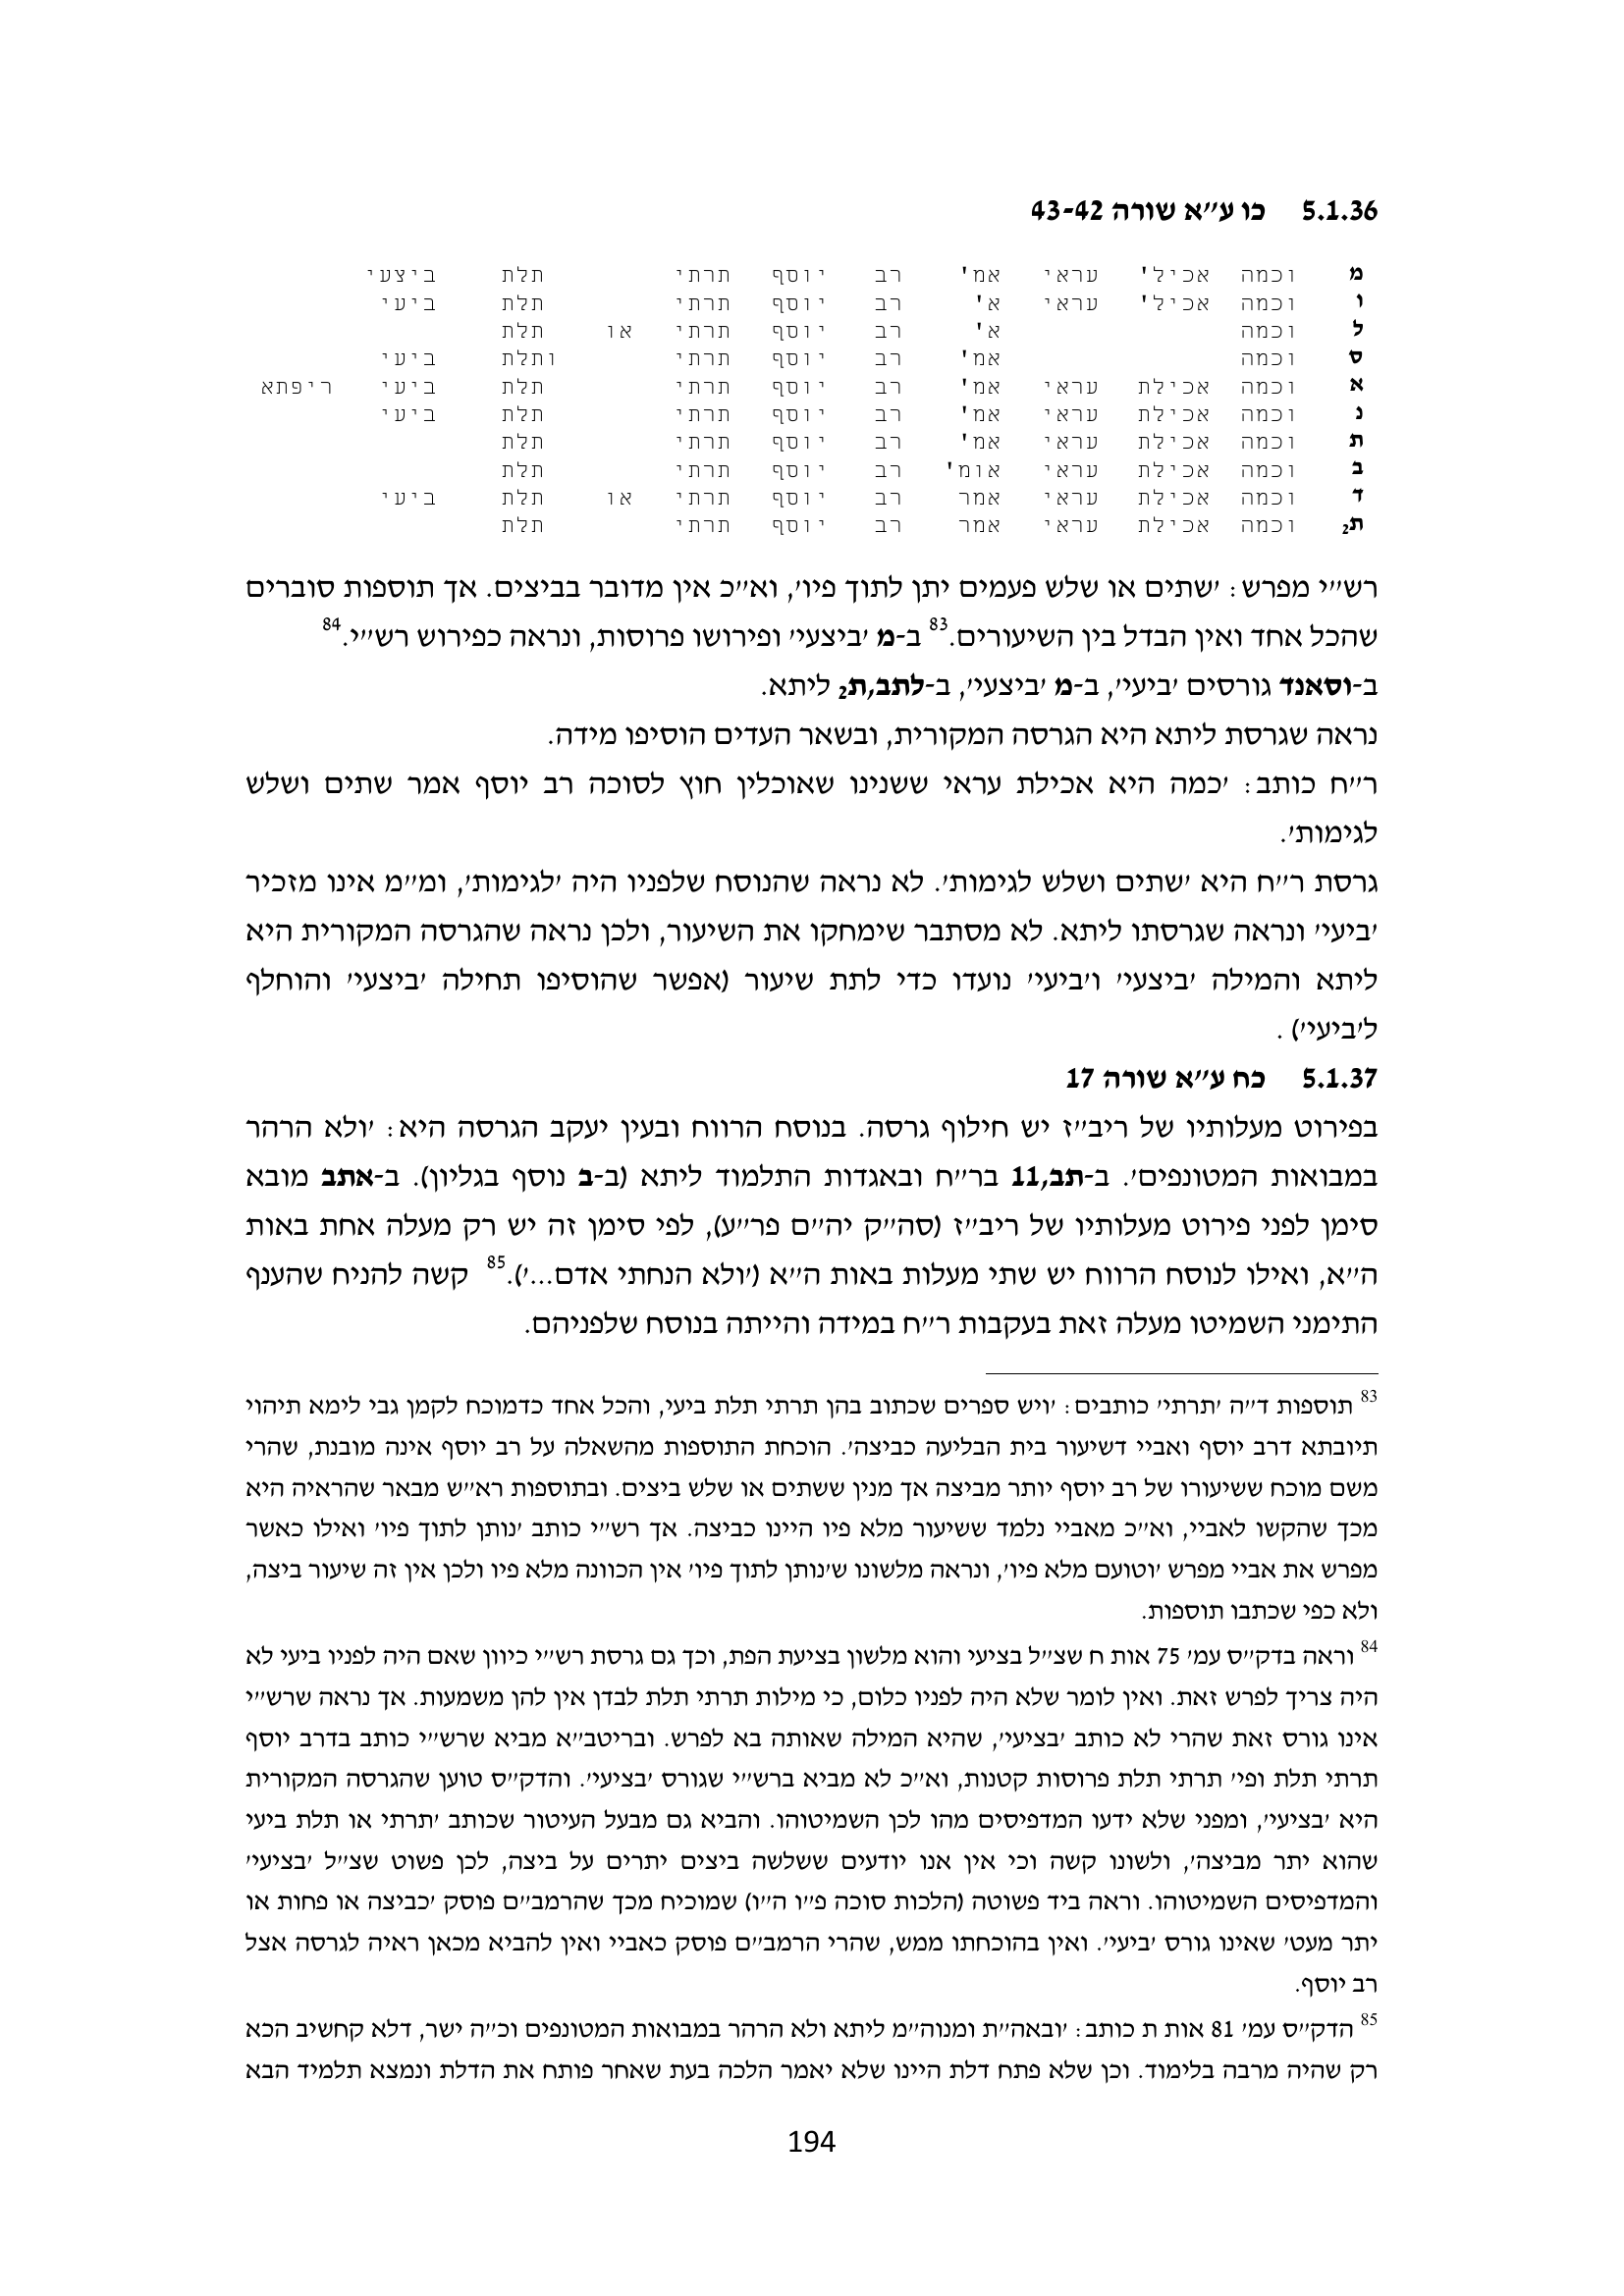 5.1.36 כו ע״א שורה 43-42
מ וכמה אכיל' עראי אמ' רב יוסף תרתי תלת ביצעי
ו וכמה אכיל' עראי א' רב יוסף תרתי תלת ביעי
ל וכמה א' רב יוסף תרתי או תלת
ס וכמה אמ' רב יוסף תרתי ותלת ביעי
א וכמה אכילת עראי אמ' רב יוסף תרתי תלת ביעי ריפתא
נ וכמה אכילת עראי אמ' רב יוסף תרתי תלת ביעי
ת וכמה אכילת עראי אמ' רב יוסף תרתי תלת
ב וכמה אכילת עראי אומ' רב יוסף תרתי תלת
ד וכמה אכילת עראי אמר רב יוסף תרתי או תלת ביעי
ת2 וכמה אכילת עראי אמר רב יוסף תרתי תלת
רש״י מפרש: ׳שתים או שלש פעמים יתן לתוך פיו׳, וא״כ אין מדובר בביצים. אך תוספות סוברים
שהכל אחד ואין הבדל בין השיעורים.83 ב-מ ׳ביצעי׳ ופירושו פרוסות, ונראה כפירוש רש״י.84
ב-וסאנד גורסים ׳ביעי׳, ב-מ ׳ביצעי׳, ב-לתב,ת2 ליתא.
נראה שגרסת ליתא היא הגרסה המקורית, ובשאר העדים הוסיפו מידה.
ר״ח כותב: ׳כמה היא אכילת עראי ששנינו שאוכלין חוץ לסוכה רב יוסף אמר שתים ושלש
לגימות׳.
גרסת ר״ח היא ׳שתים ושלש לגימות׳. לא נראה שהנוסח שלפניו היה ׳לגימות׳, ומ״מ אינו מזכיר
׳ביעי׳ ונראה שגרסתו ליתא. לא מסתבר שימחקו את השיעור, ולכן נראה שהגרסה המקורית היא
ליתא והמילה ׳ביצעי׳ ו׳ביעי׳ נועדו כדי לתת שיעור (אפשר שהוסיפו תחילה ׳ביצעי׳ והוחלף
ל׳ביעי׳) .
5.1.37 כח ע״א שורה 17
בפירוט מעלותיו של ריב״ז יש חילוף גרסה. בנוסח הרווח ובעין יעקב הגרסה היא: ׳ולא הרהר
במבואות המטונפים׳. ב-תב,11 בר״ח ובאגדות התלמוד ליתא (ב-ב נוסף בגליון). ב-אתב מובא
סימן לפני פירוט מעלותיו של ריב״ז (סה״ק יה״ם פר״ע), לפי סימן זה יש רק מעלה אחת באות
ה״א, ואילו לנוסח הרווח יש שתי מעלות באות ה״א (׳ולא הנחתי אדם...׳).85 קשה להניח שהענף
התימני השמיטו מעלה זאת בעקבות ר״ח במידה והייתה בנוסח שלפניהם.
83 תוספות ד״ה ׳תרתי׳ כותבים: ׳ויש ספרים שכתוב בהן תרתי תלת ביעי, והכל אחד כדמוכח לקמן גבי לימא תיהוי
תיובתא דרב יוסף ואביי דשיעור בית הבליעה כביצה׳. הוכחת התוספות מהשאלה על רב יוסף אינה מובנת, שהרי
משם מוכח ששיעורו של רב יוסף יותר מביצה אך מנין ששתים או שלש ביצים. ובתוספות רא״ש מבאר שהראיה היא
מכך שהקשו לאביי, וא״כ מאביי נלמד ששיעור מלא פיו היינו כביצה. אך רש״י כותב ׳נותן לתוך פיו׳ ואילו כאשר
מפרש את אביי מפרש ׳וטועם מלא פיו׳, ונראה מלשונו ש׳נותן לתוך פיו׳ אין הכוונה מלא פיו ולכן אין זה שיעור ביצה,
ולא כפי שכתבו תוספות.
84 וראה בדק״ס עמ׳ 75 אות ח שצ״ל בציעי והוא מלשון בציעת הפת, וכך גם גרסת רש״י כיוון שאם היה לפניו ביעי לא
היה צריך לפרש זאת. ואין לומר שלא היה לפניו כלום, כי מילות תרתי תלת לבדן אין להן משמעות. אך נראה שרש״י
אינו גורס זאת שהרי לא כותב ׳בציעי׳, שהיא המילה שאותה בא לפרש. ובריטב״א מביא שרש״י כותב בדרב יוסף
תרתי תלת ופי׳ תרתי תלת פרוסות קטנות, וא״כ לא מביא ברש״י שגורס ׳בציעי׳. והדק״ס טוען שהגרסה המקורית
היא ׳בציעי׳, ומפני שלא ידעו המדפיסים מהו לכן השמיטוהו. והביא גם מבעל העיטור שכותב ׳תרתי או תלת ביעי
שהוא יתר מביצה׳, ולשונו קשה וכי אין אנו יודעים ששלשה ביצים יתרים על ביצה, לכן פשוט שצ״ל ׳בציעי׳
והמדפיסים השמיטוהו. וראה ביד פשוטה (הלכות סוכה פ״ו ה״ו) שמוכיח מכך שהרמב״ם פוסק ׳כביצה או פחות או
יתר מעט׳ שאינו גורס ׳ביעי׳. ואין בהוכחתו ממש, שהרי הרמב״ם פוסק כאביי ואין להביא מכאן ראיה לגרסה אצל
רב יוסף.
85 הדק״ס עמ׳ 81 אות ת כותב: ׳ובאה״ת ומנוה״מ ליתא ולא הרהר במבואות המטונפים וכ״ה ישר, דלא קחשיב הכא
רק שהיה מרבה בלימוד. וכן שלא פתח דלת היינו שלא יאמר הלכה בעת שאחר פותח את הדלת ונמצא תלמיד הבא
194